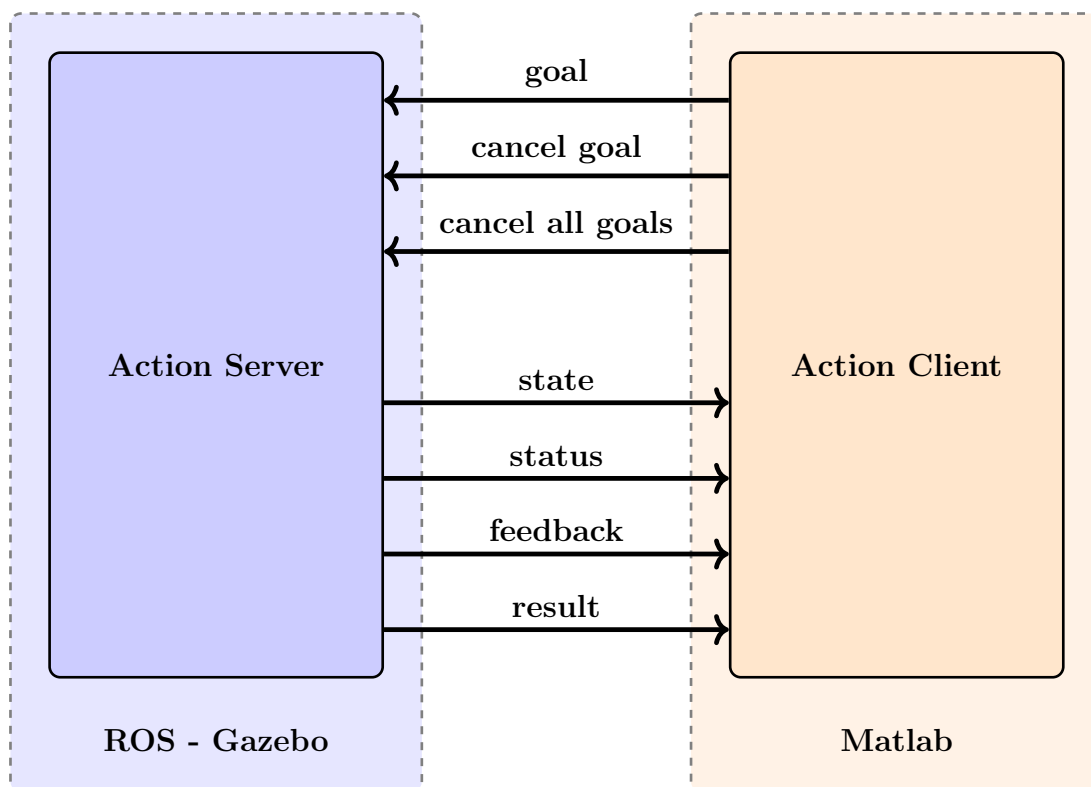 goal
cancel goal
cancel all goals
Action Server
Action Client
state
status
feedback
result
ROS - Gazebo
Matlab